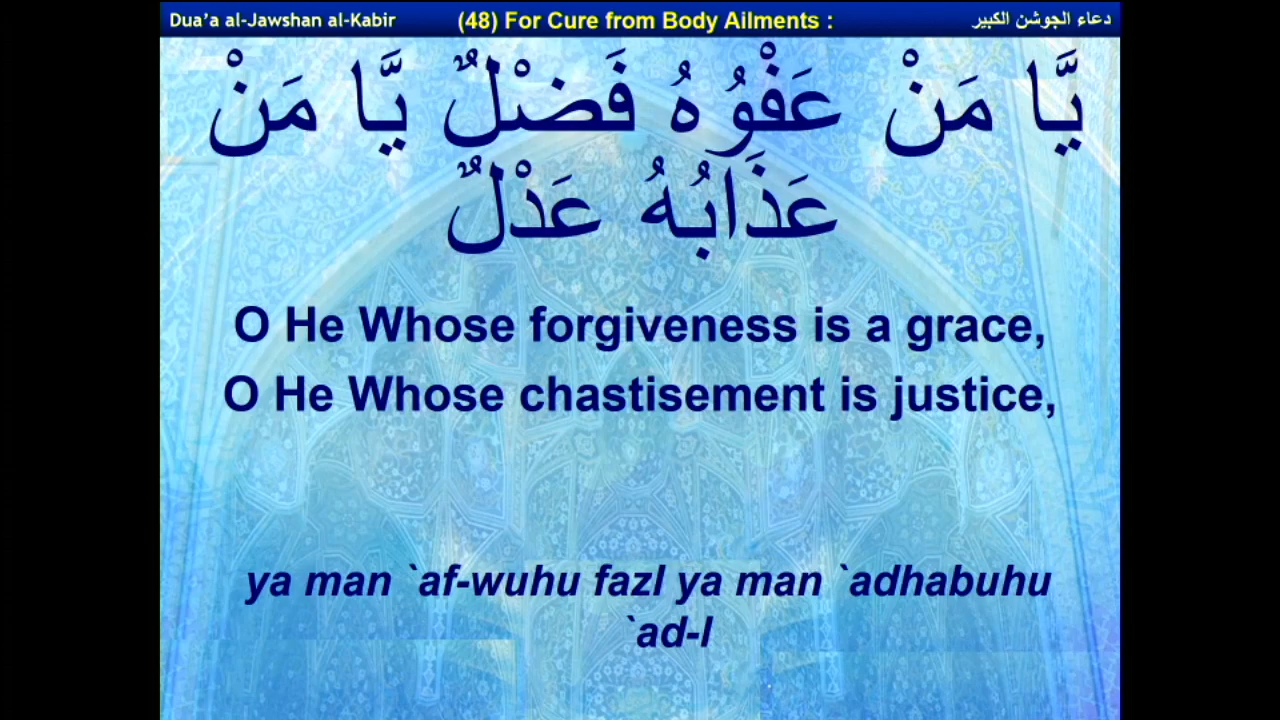 Dua’a al-Jawshan al-Kabir (48) For Cure from Body Ailments : دعاء الجوشن الكبير
يَّا مَنْ عَفْوُهُ فَضْلٌ يَّا مَنْ
عَذَابُهُ عَدْلٌ
O He Whose forgiveness is a grace,
O He Whose chastisement is justice,
ya man `af-wuhu fazl ya man `adhabuhu
`ad-l